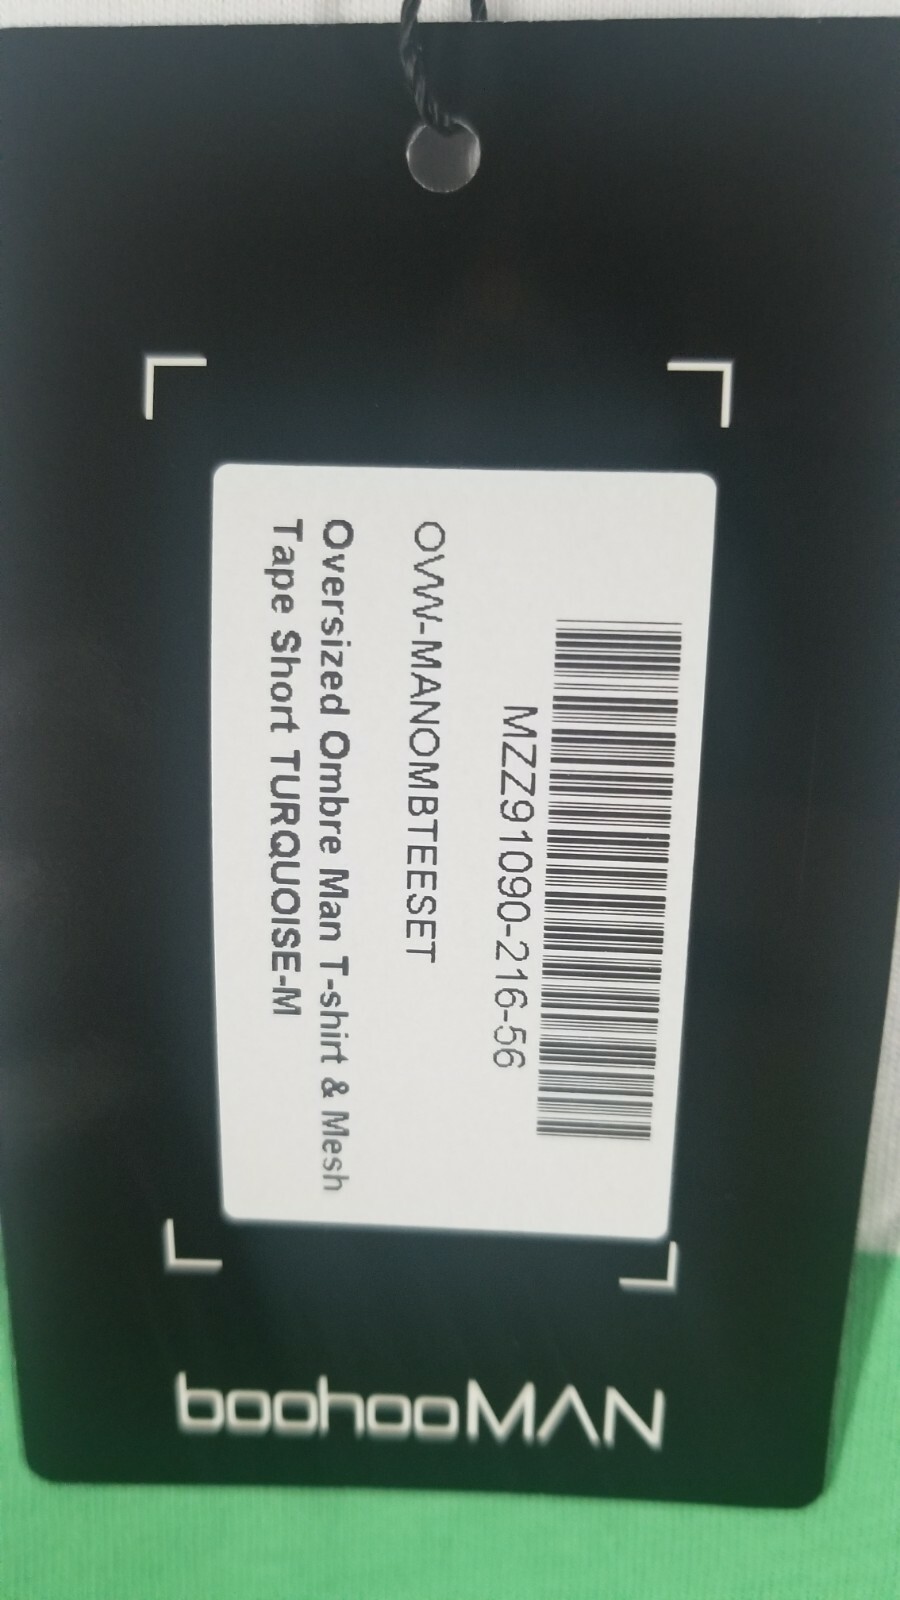 MZZ91090-216-56
OVW-MANOMBTEESET
Oversized Ombre Man T-shirt & Mesh
Tape Short TURQUOISE-M
boohooMAN